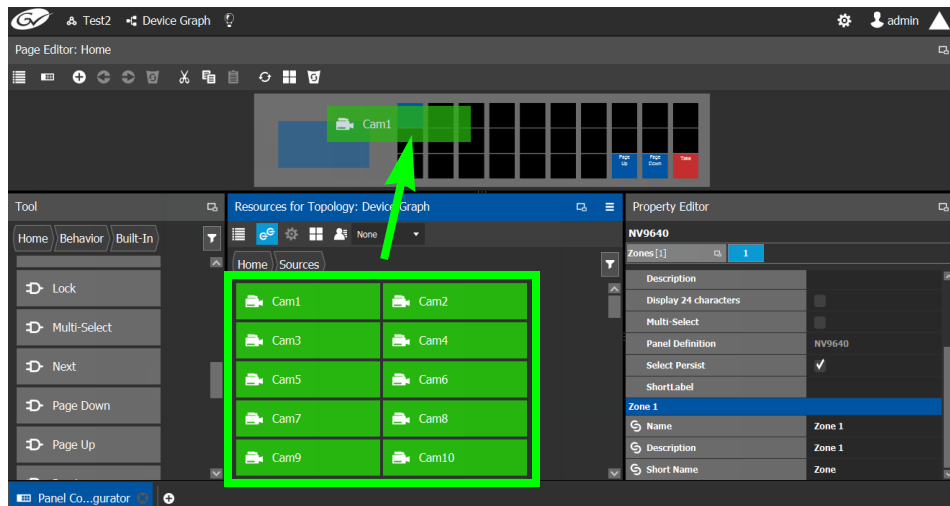 GV Test2 Device Graph admin
Page Editor: Home
Cam1
Page Up Page Down Take
Tool
Home Behavior Built-In
Lock
Multi-Select
Next
Page Down
Page Up
Resources for Topology: Device Graph
None
Home Sources
Cam1 Cam2
Cam3 Cam4
Cam5 Cam6
Cam7 Cam8
Cam9 Cam10
Property Editor
NV9640
Zones [1] 1
Description
Display 24 characters
Multi-Select
Panel Definition NV9640
Select Persist
ShortLabel
Zone 1
Name Zone 1
Description Zone 1
Short Name Zone
Panel Co...gurator